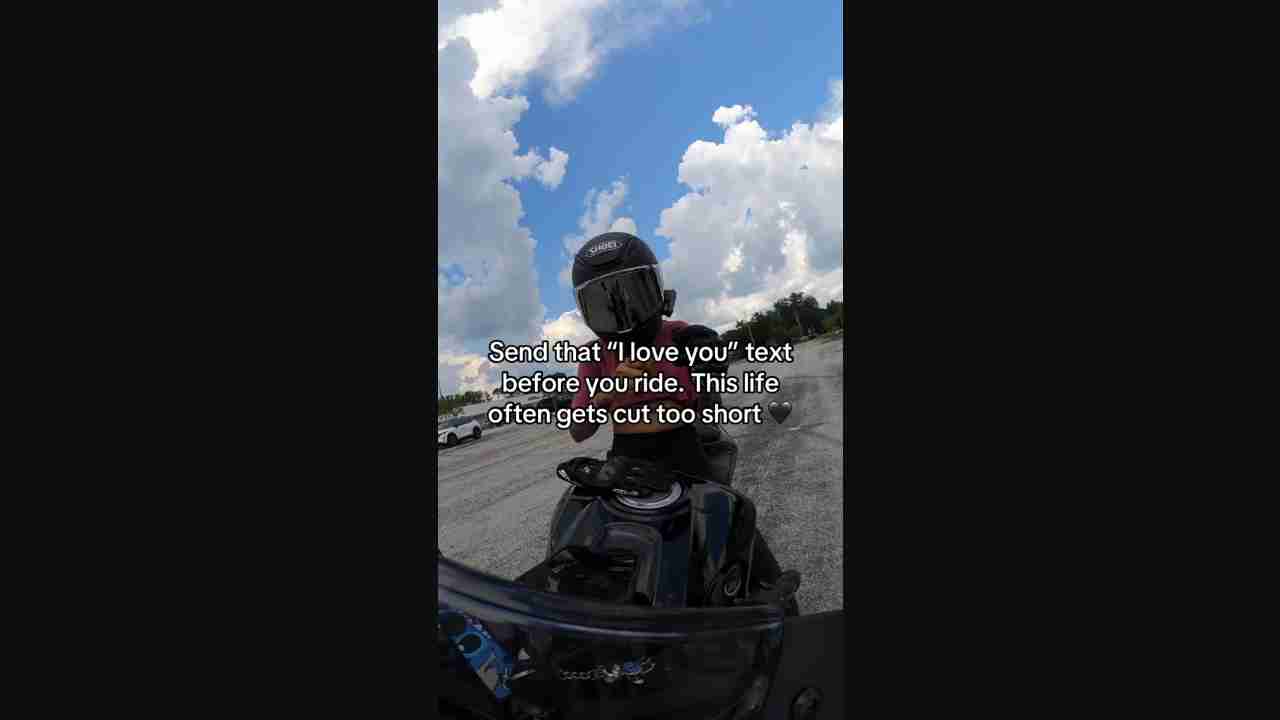 SHOEI
Send that “I love you” text
before you ride. This life
often gets cut too short 🖤